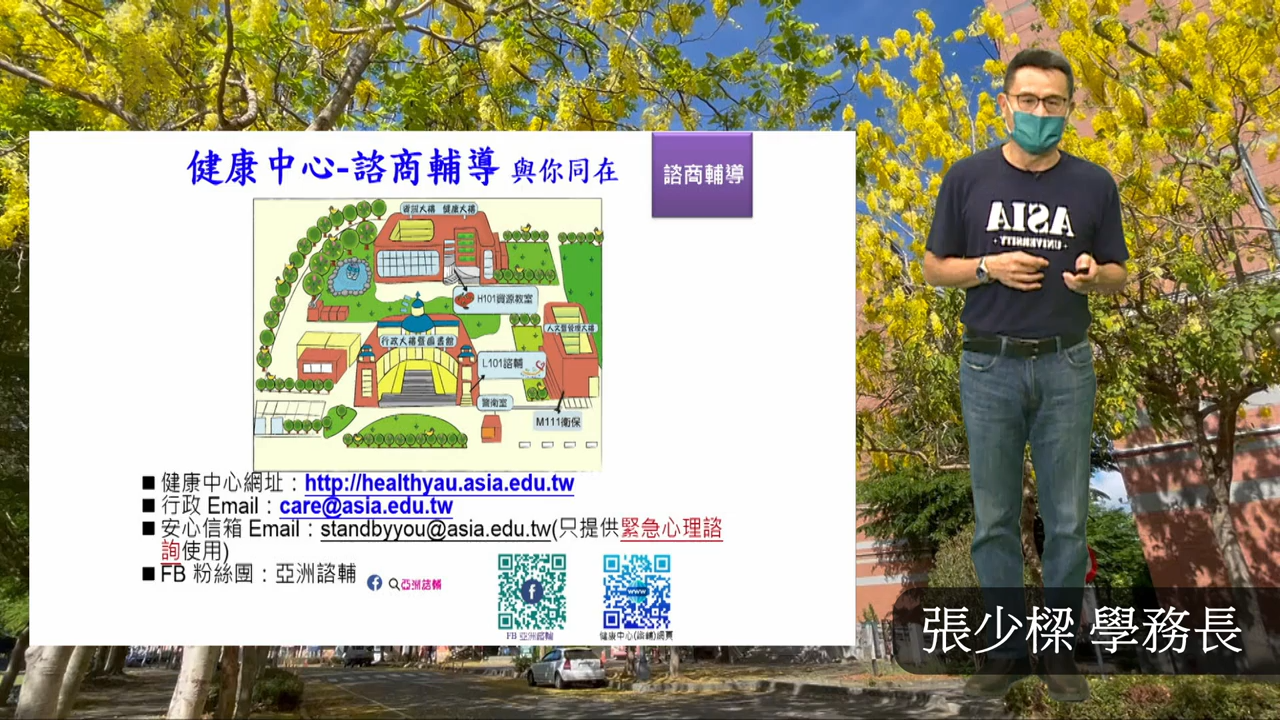 健康中心-諮商輔導 與你同在
諮商輔導
資訊大樓 健康大樓
H101資源教室
人文暨管理大樓
行政大樓暨圖書館
L101諮輔
警衛室
M111衛保
ASIA
·UNIVERSITY·
■ 健康中心網址：http://healthyau.asia.edu.tw
■ 行政 Email：care@asia.edu.tw
■ 安心信箱 Email：standbyyou@asia.edu.tw(只提供緊急心理諮
詢使用)
■ FB 粉絲團：亞洲諮輔
亞洲諮輔
www
FB 亞洲諮輔
健康中心(諮輔)網頁
張少樑 學務長